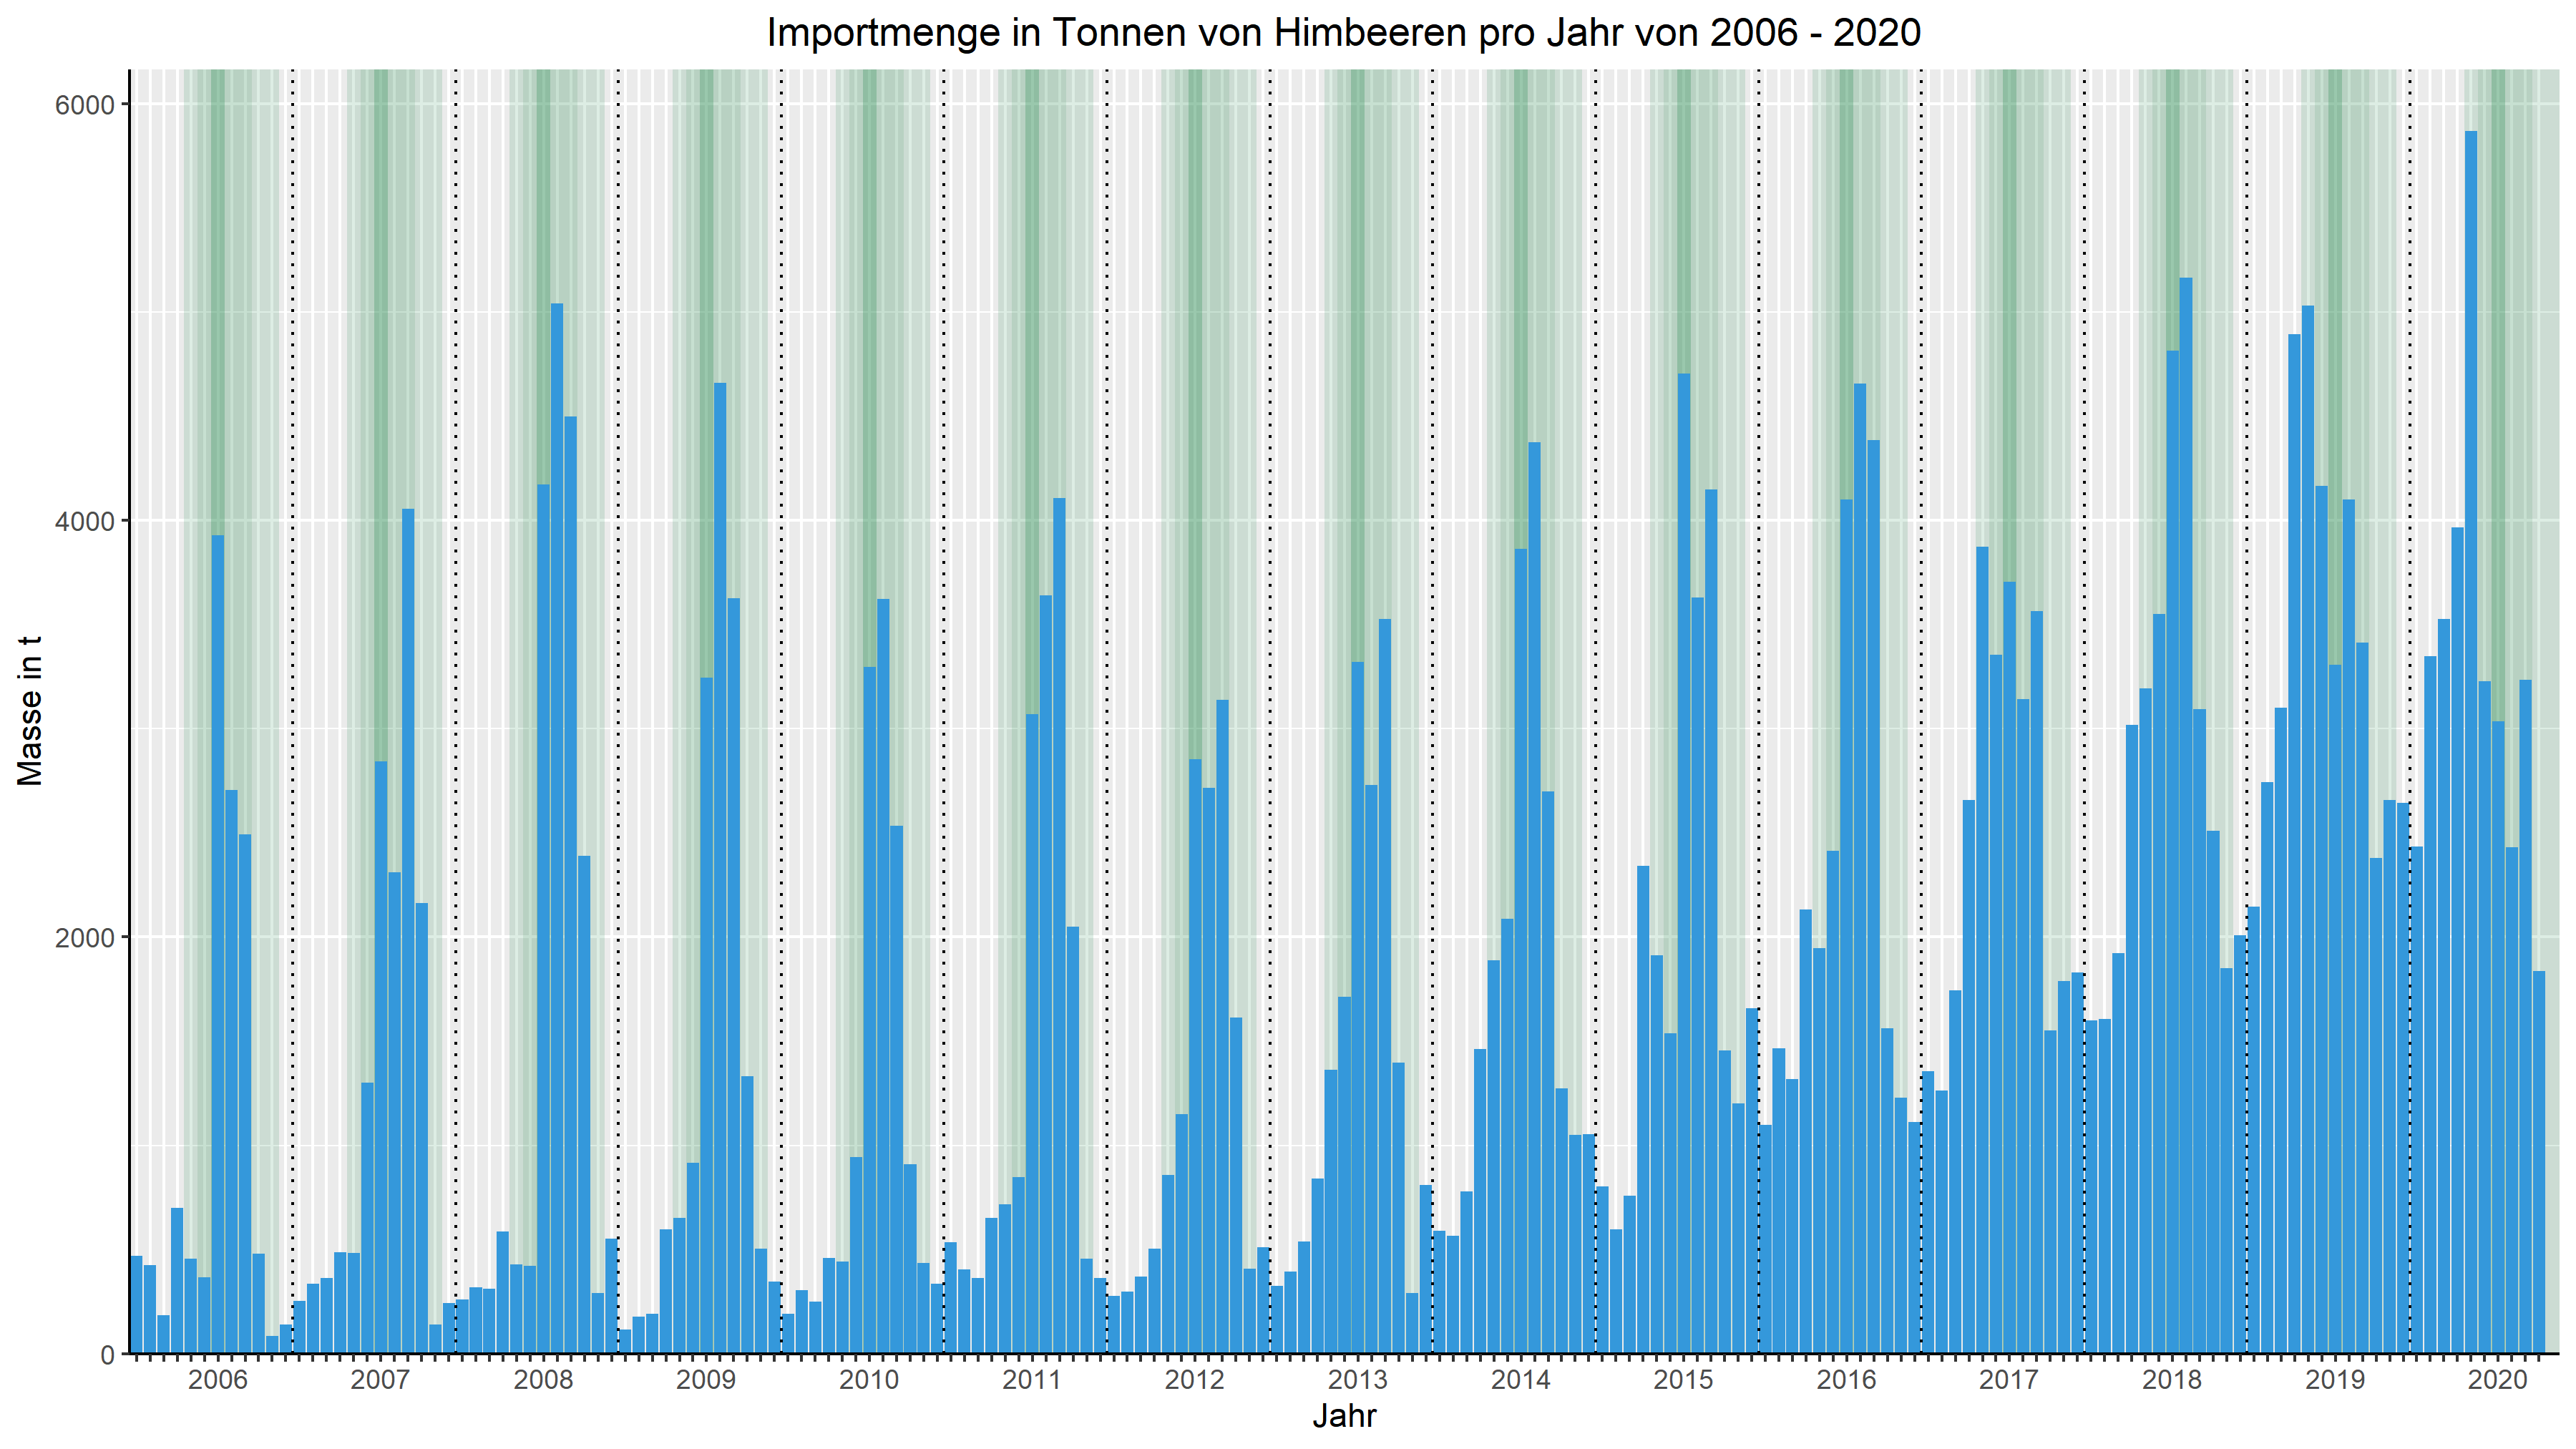 Importmenge in Tonnen von Himbeeren pro Jahr von 2006 - 2020
6000
4000
2000
0
Masse in t
2006 2007 2008 2009 2010 2011 2012 2013 2014 2015 2016 2017 2018 2019 2020
Jahr